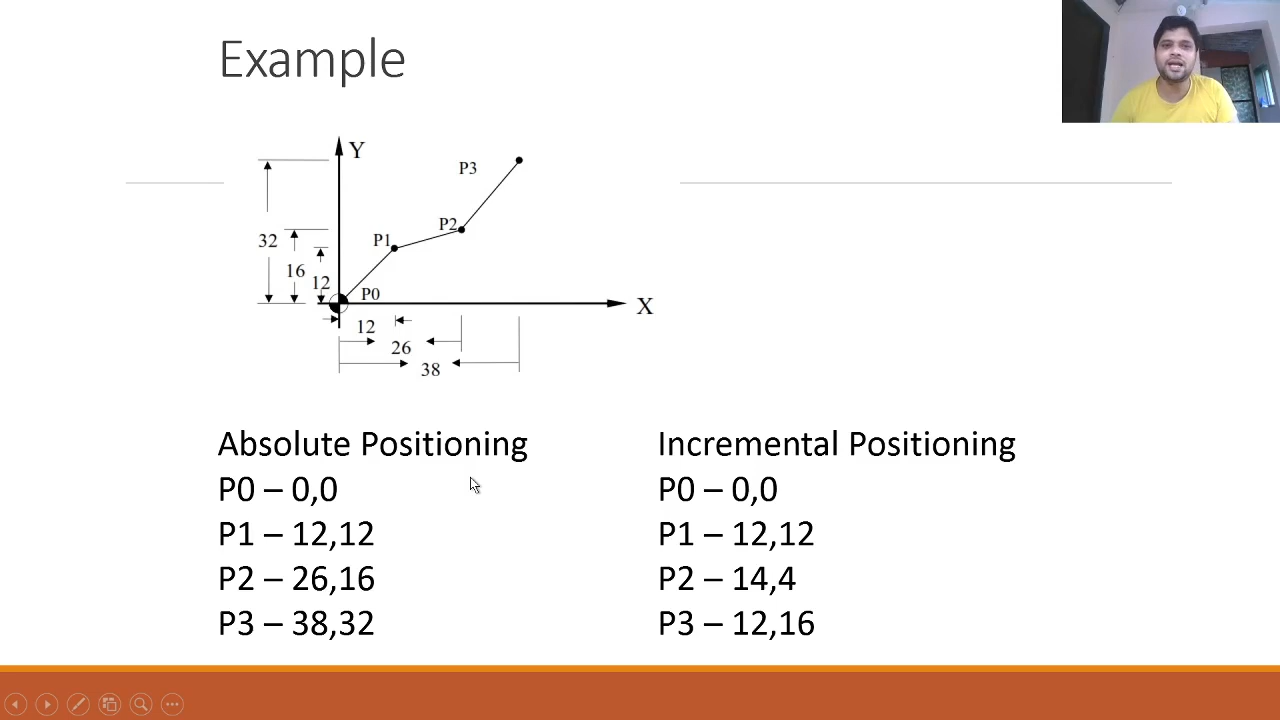 Example
Y
P3
P2
P1
32
16
12
P0
X
12
26
38
Absolute Positioning
P0 – 0,0
P1 – 12,12
P2 – 26,16
P3 – 38,32
Incremental Positioning
P0 – 0,0
P1 – 12,12
P2 – 14,4
P3 – 12,16